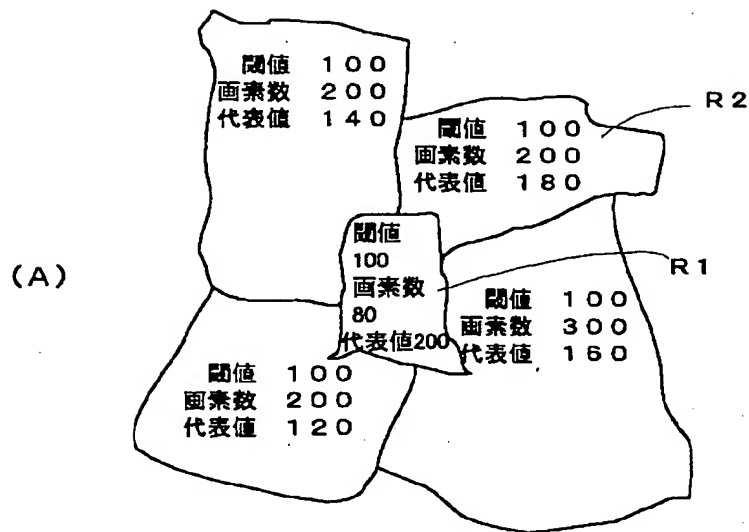 閾値 １００
画素数 ２００
代表値 １４０
閾値 １００
画素数 ２００
代表値 １８０
R２
(A)
閾値
100
画素数
80
代表値200
R１
閾値 １００
画素数 ３００
代表値 １６０
閾値 １００
画素数 ２００
代表値 １２０